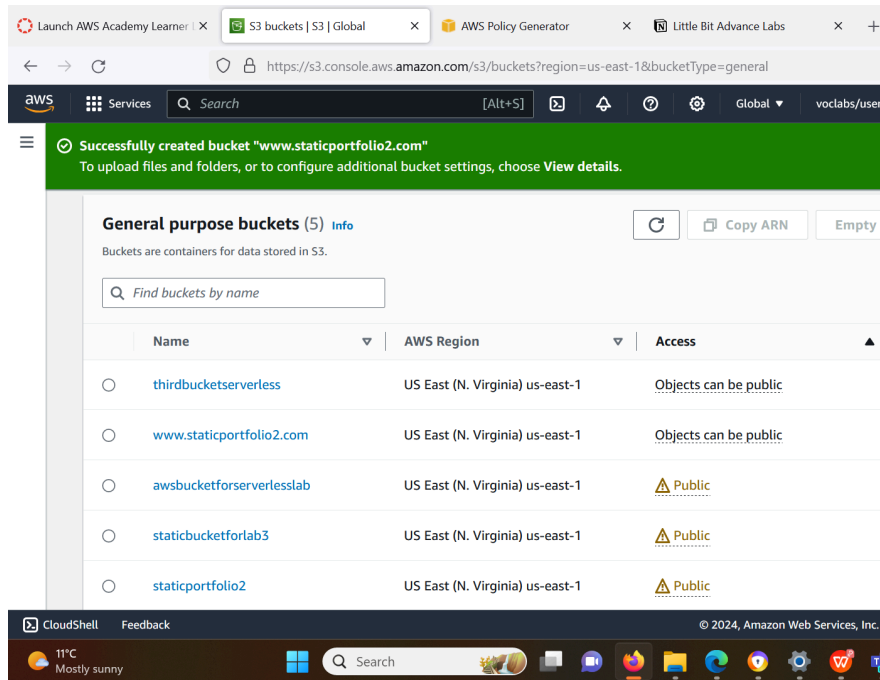 Launch AWS Academy Learner
S3 buckets | S3 | Global
AWS Policy Generator
Little Bit Advance Labs
https://s3.console.aws.amazon.com/s3/buckets?region=us-east-1&bucketType=general
aws
Services
Search
[Alt+S]
Global
voclabs/user
Successfully created bucket "www.staticportfolio2.com"
To upload files and folders, or to configure additional bucket settings, choose View details.
General purpose buckets (5) Info
Copy ARN
Empty
Buckets are containers for data stored in S3.
Find buckets by name
Name
AWS Region
Access
thirdbucketserverless
US East (N. Virginia) us-east-1
Objects can be public
www.staticportfolio2.com
US East (N. Virginia) us-east-1
Objects can be public
awsbucketforserverlesslab
US East (N. Virginia) us-east-1
Public
staticbucketforlab3
US East (N. Virginia) us-east-1
Public
staticportfolio2
US East (N. Virginia) us-east-1
Public
CloudShell
Feedback
© 2024, Amazon Web Services, Inc.
11°C
Mostly sunny
Search